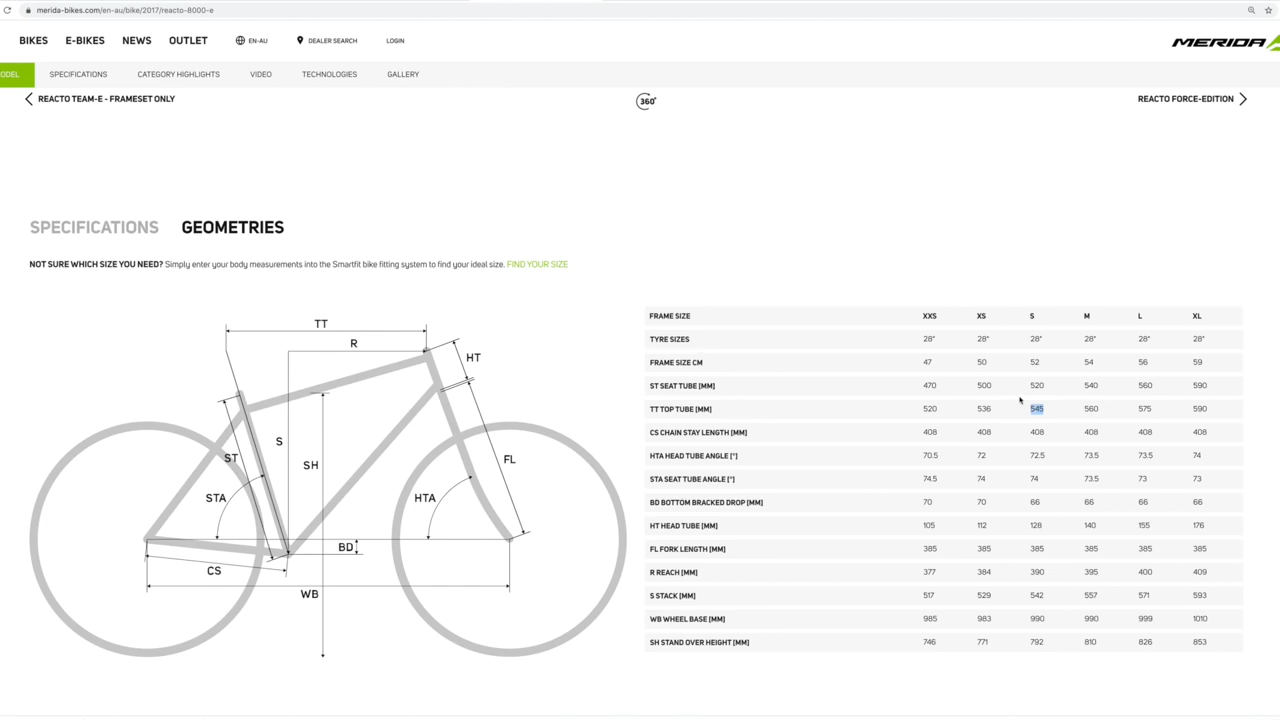 merida-bikes.com/en-au/bike/2017/reacto-8000-e
BIKES E-BIKES NEWS OUTLET EN-AU DEALER SEARCH LOGIN MERIDA
ODEL SPECIFICATIONS CATEGORY HIGHLIGHTS VIDEO TECHNOLOGIES GALLERY
REACTO TEAM-E - FRAMESET ONLY 360° REACTO FORCE-EDITION
SPECIFICATIONS GEOMETRIES
NOT SURE WHICH SIZE YOU NEED? Simply enter your body measurements into the Smartfit bike fitting system to find your ideal size. FIND YOUR SIZE
TT
R
HT
S
ST
SH
FL
STA
HTA
BD
CS
WB
FRAME SIZE XXS XS S M L XL
TYRE SIZES 28" 28" 28" 28" 28" 28"
FRAME SIZE CM 47 50 52 54 56 59
ST SEAT TUBE [MM] 470 500 520 540 560 590
TT TOP TUBE [MM] 520 536 545 560 575 590
CS CHAIN STAY LENGTH [MM] 408 408 408 408 408 408
HTA HEAD TUBE ANGLE [°] 70.5 72 72.5 73.5 73.5 74
STA SEAT TUBE ANGLE [°] 74.5 74 74 73.5 73 73
BD BOTTOM BRACKED DROP [MM] 70 70 66 66 66 66
HT HEAD TUBE [MM] 105 112 128 140 155 176
FL FORK LENGTH [MM] 385 385 385 385 385 385
R REACH [MM] 377 384 390 395 400 409
S STACK [MM] 517 529 542 557 571 593
WB WHEEL BASE [MM] 985 983 990 990 999 1010
SH STAND OVER HEIGHT [MM] 746 771 792 810 826 853